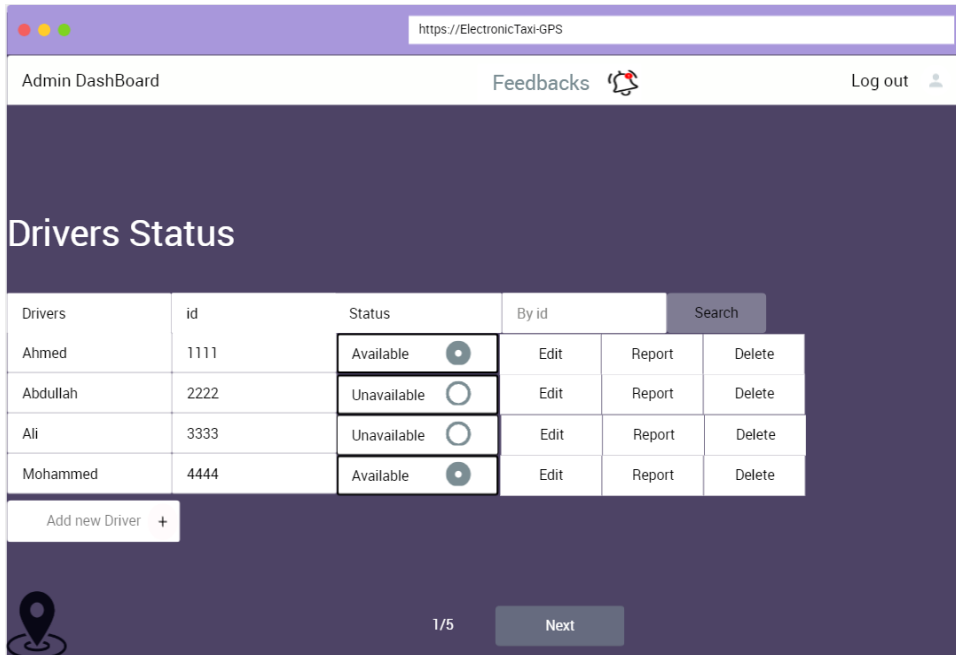 https://ElectronicTaxi-GPS
Admin DashBoard Feedbacks Log out
Drivers Status
Drivers id Status By id Search
Ahmed 1111 Available Edit Report Delete
Abdullah 2222 Unavailable Edit Report Delete
Ali 3333 Unavailable Edit Report Delete
Mohammed 4444 Available Edit Report Delete
Add new Driver +
1/5 Next